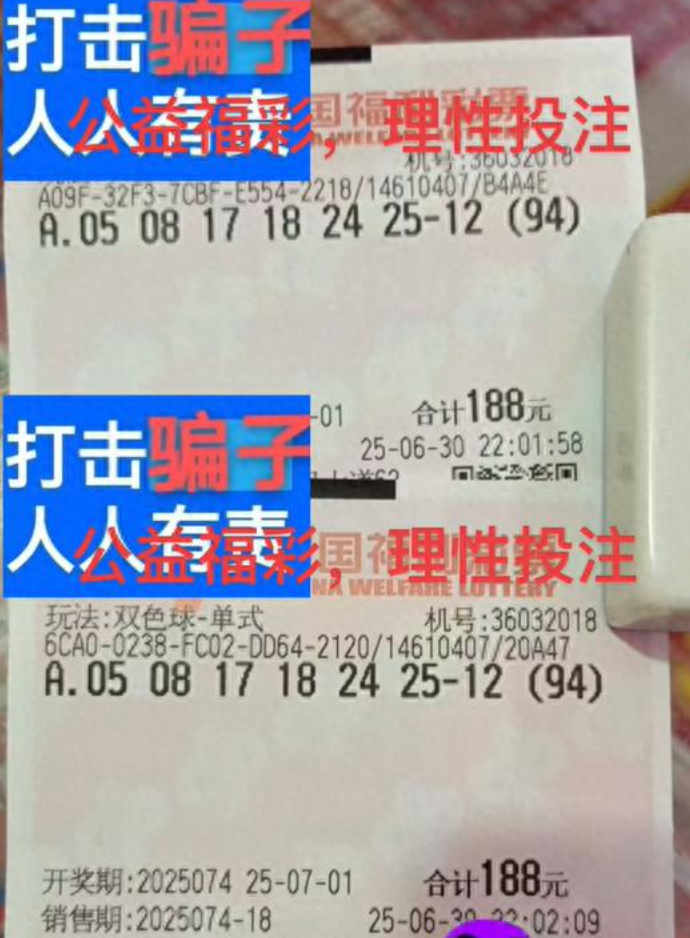 打击骗子
人人有责
国福利彩票
公益福彩，理性投注
WELFARE LOTTERY
机号:36032018
A09F-32F3-7CBF-E554-2218/14610407/B4A4E
A.05 08 17 18 24 25-12 (94)
-01 合计188元
25-06-30 22:01:58
打击骗子
人人有责
国福利彩票
公益福彩，理性投注
NA WELFARE LOTTERY
玩法:双色球-单式 机号:36032018
6CA0-0238-FC02-DD64-2120/14610407/20A47
A.05 08 17 18 24 25-12 (94)
开奖期:2025074 25-07-01 合计188元
销售期:2025074-18 25-06-30 22:02:09